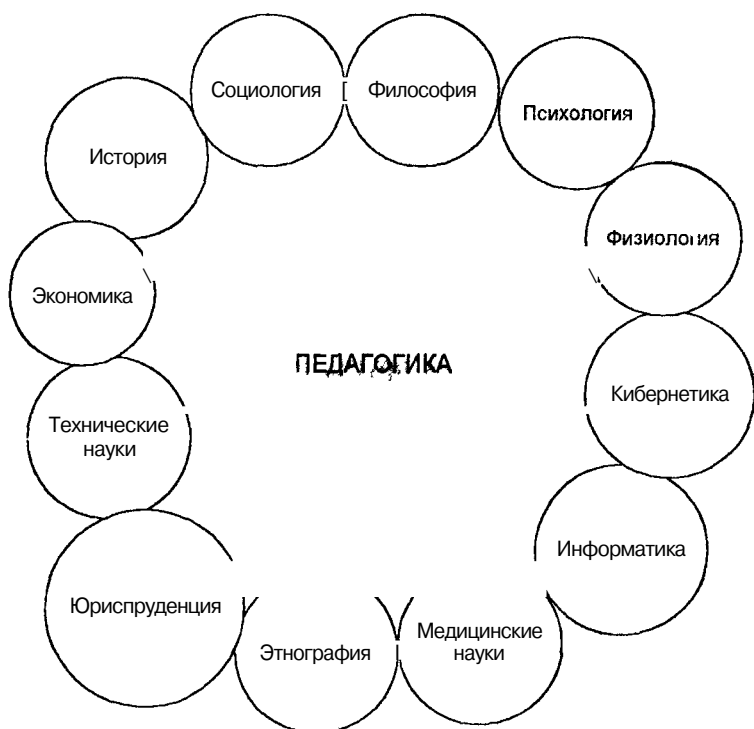 Социология
Философия
Психология
История
Физиология
Экономика
ПЕДАГОГИКА
Кибернетика
Технические
науки
Информатика
Юриспруденция
Медицинские
науки
Этнография